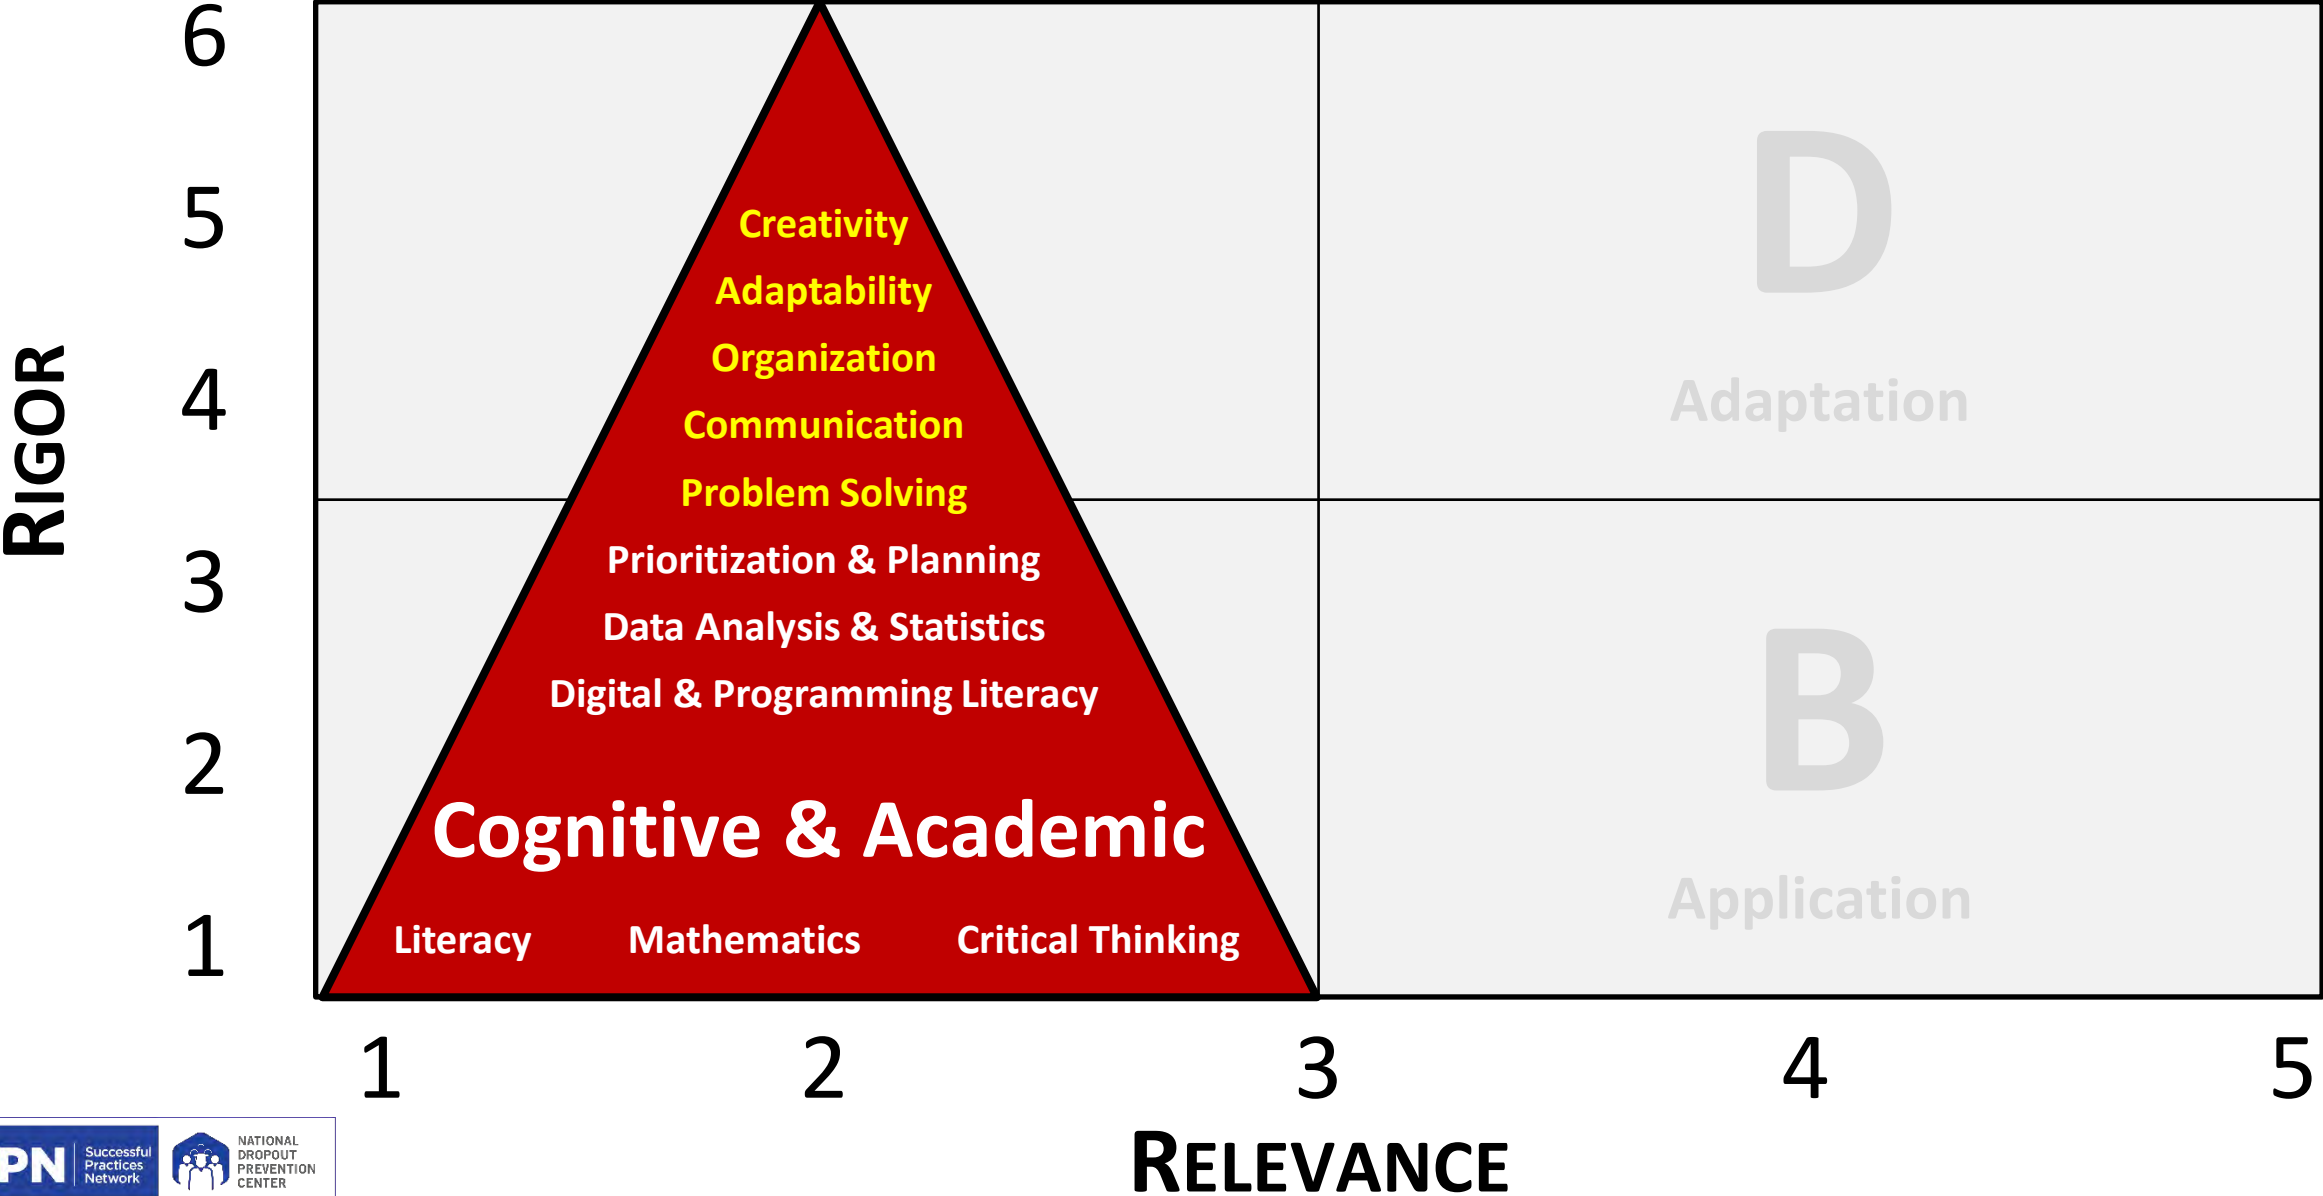 6
5
4
3
2
1
RIGOR
Creativity
Adaptability
Organization
Communication
Problem Solving
Prioritization & Planning
Data Analysis & Statistics
Digital & Programming Literacy
Cognitive & Academic
Literacy Mathematics Critical Thinking
D
Adaptation
B
Application
1 2 3 4 5
RELEVANCE
PN
Successful
Practices
Network
NATIONAL
DROPOUT
PREVENTION
CENTER